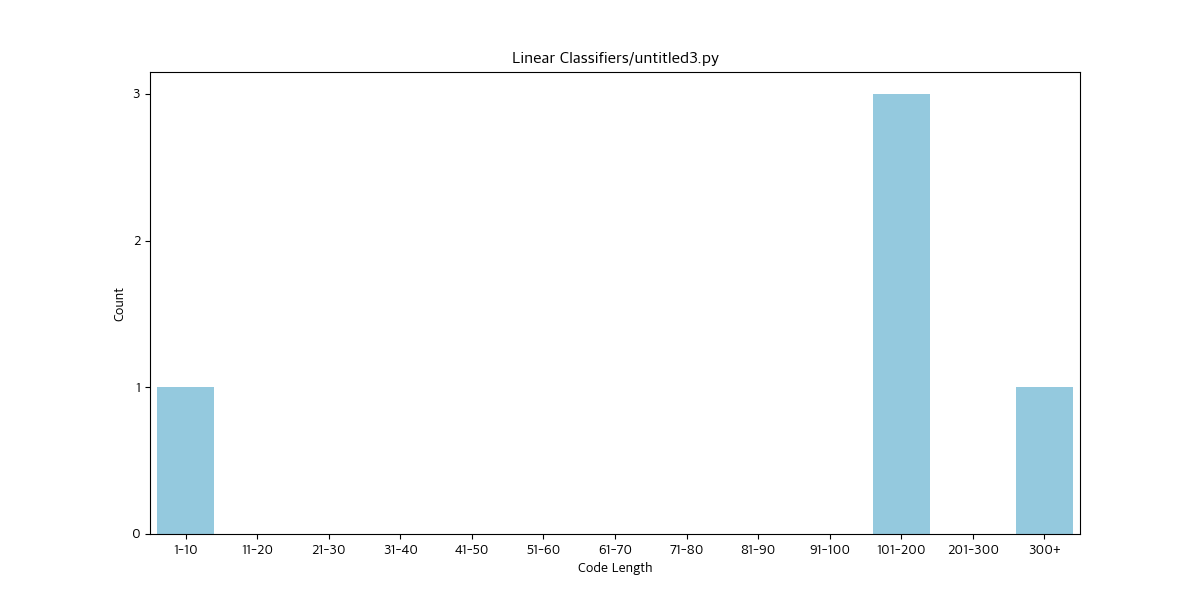 Linear Classifiers/untitled3.py
3
2
1
0
Count
1-10 11-20 21-30 31-40 41-50 51-60 61-70 71-80 81-90 91-100 101-200 201-300 300+
Code Length